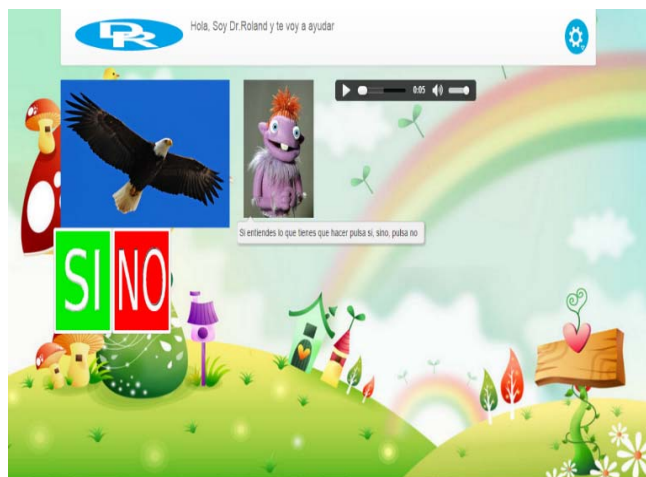 DR
Hola, Soy Dr.Roland y te voy a ayudar
0:05
Si entiendes lo que tienes que hacer pulsa si, sino, pulsa no
SI NO